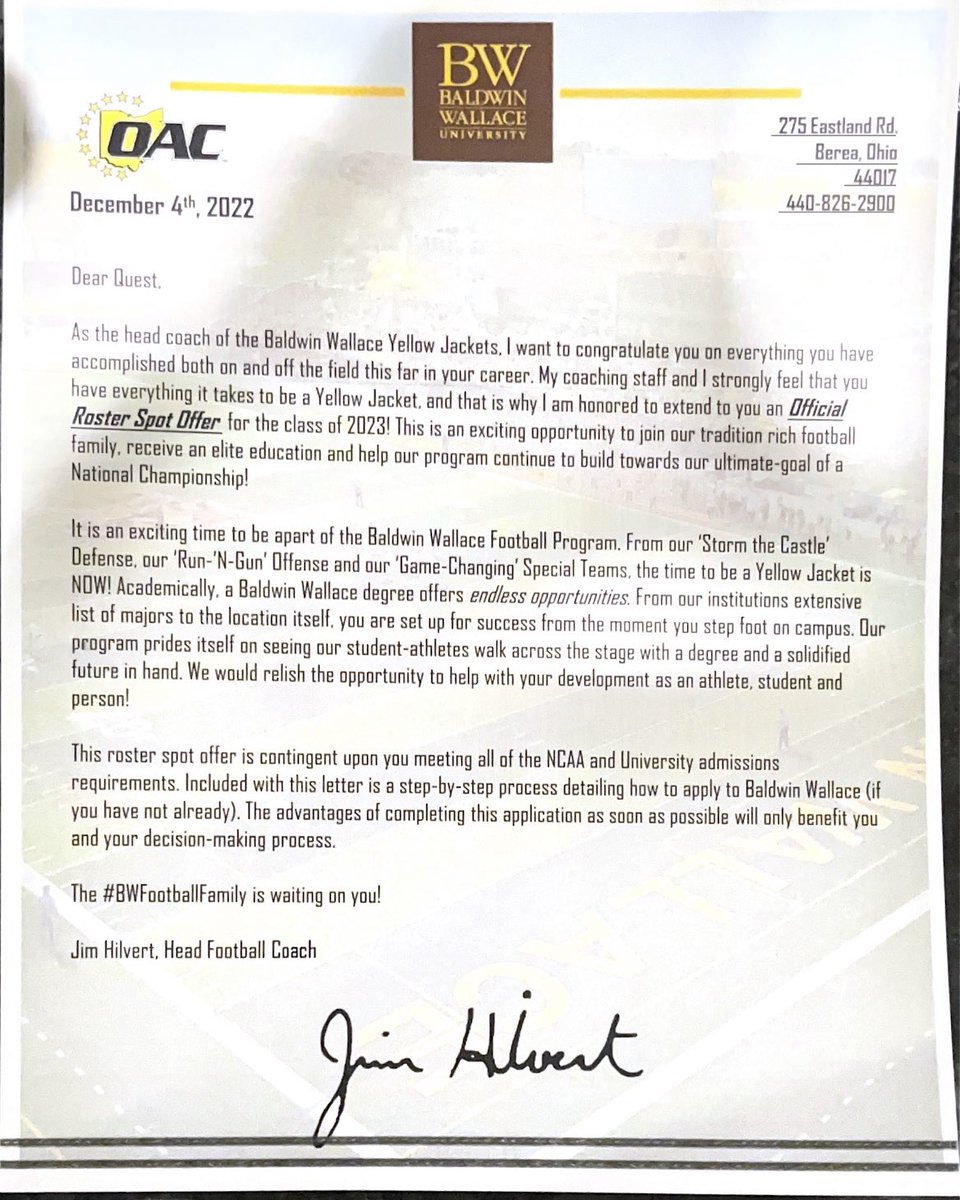 BW
BALDWIN
WALLACE
UNIVERSITY
OAC
275 Eastland Rd.
Berea, Ohio
44017
440-826-2900
December 4th, 2022
Dear Quest,
As the head coach of the Baldwin Wallace Yellow Jackets, I want to congratulate you on everything you have
accomplished both on and off the field this far in your career. My coaching staff and I strongly feel that you
have everything it takes to be a Yellow Jacket, and that is why I am honored to extend to you an Official
Roster Spot Offer for the class of 2023! This is an exciting opportunity to join our tradition rich football
family, receive an elite education and help our program continue to build towards our ultimate-goal of a
National Championship!
It is an exciting time to be apart of the Baldwin Wallace Football Program. From our ‘Storm the Castle’
Defense, our ‘Run-‘N-Gun’ Offense and our ‘Game-Changing’ Special Teams, the time to be a Yellow Jacket is
NOW! Academically, a Baldwin Wallace degree offers endless opportunities. From our institutions extensive
list of majors to the location itself, you are set up for success from the moment you step foot on campus. Our
program prides itself on seeing our student-athletes walk across the stage with a degree and a solidified
future in hand. We would relish the opportunity to help with your development as an athlete, student and
person!
This roster spot offer is contingent upon you meeting all of the NCAA and University admissions
requirements. Included with this letter is a step-by-step process detailing how to apply to Baldwin Wallace (if
you have not already). The advantages of completing this application as soon as possible will only benefit you
and your decision-making process.
The #BWFootballFamily is waiting on you!
Jim Hilvert, Head Football Coach
Jim Hilvert
WALLACE